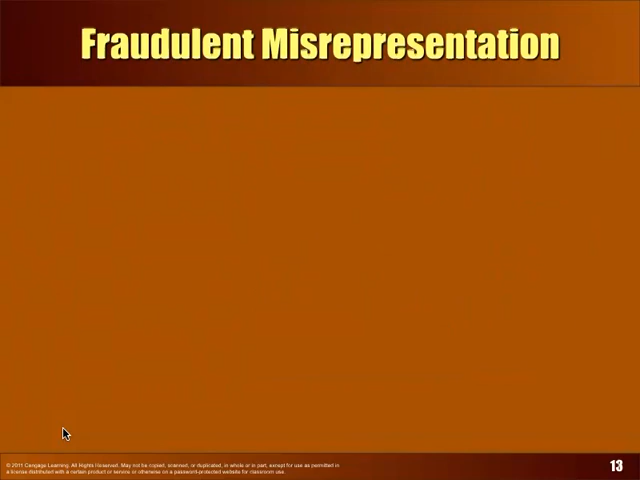 Fraudulent Misrepresentation
© 2011 Cengage Learning. All Rights Reserved. May not be copied, scanned, or duplicated, in whole or in part, except for use as permitted in
a license distributed with a certain product or service or otherwise on a password-protected website for classroom use
13